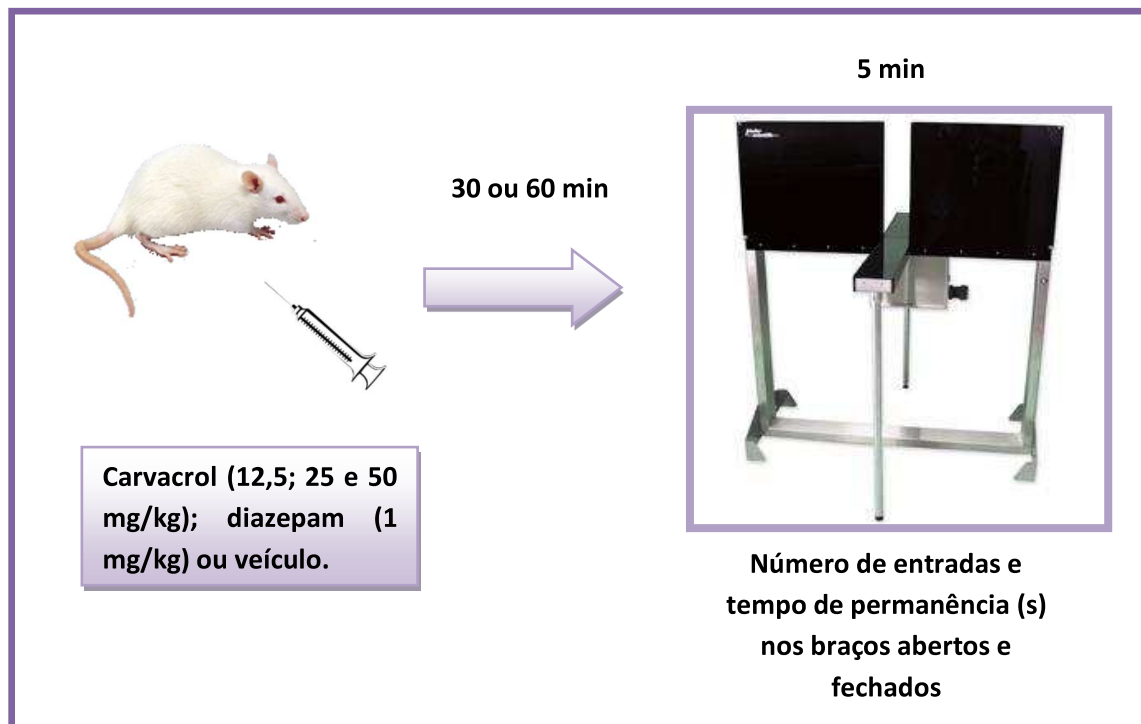 5 min
30 ou 60 min
Carvacrol (12,5; 25 e 50
mg/kg); diazepam (1
mg/kg) ou veículo.
Número de entradas e
tempo de permanência (s)
nos braços abertos e
fechados